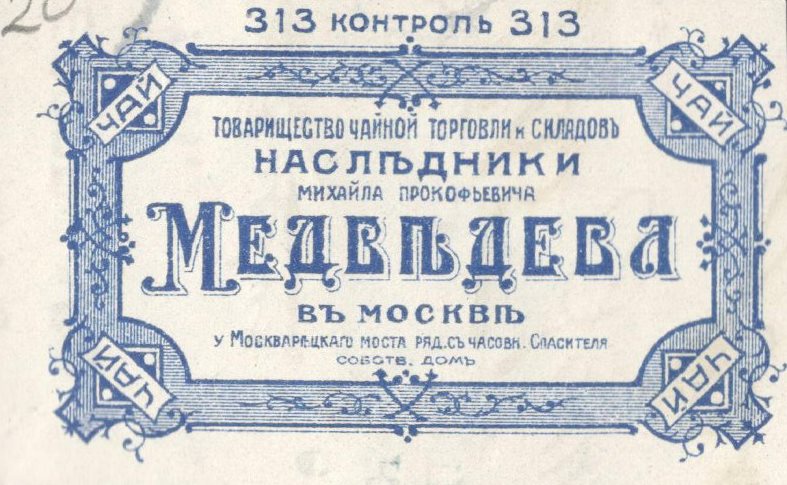 20
313 КОНТРОЛЬ 313
ЧАЙ ЧАЙ
ТОВАРИЩЕСТВО ЧАЙНОЙ ТОРГОВЛИ и СКЛАДОВЪ
НАСЛѢДНИКИ
МИХАЙЛА ПРОКОФЬЕВИЧА
МЕДВѢДЕВА
ВЪ МОСКВѢ
У МОСКВАРѢЦКАГО МОСТА РЯД. СЪ ЧАСОВН. СПАСИТЕЛЯ
СОБСТВ. ДОМЪ
ЧАЙ ЧАЙ